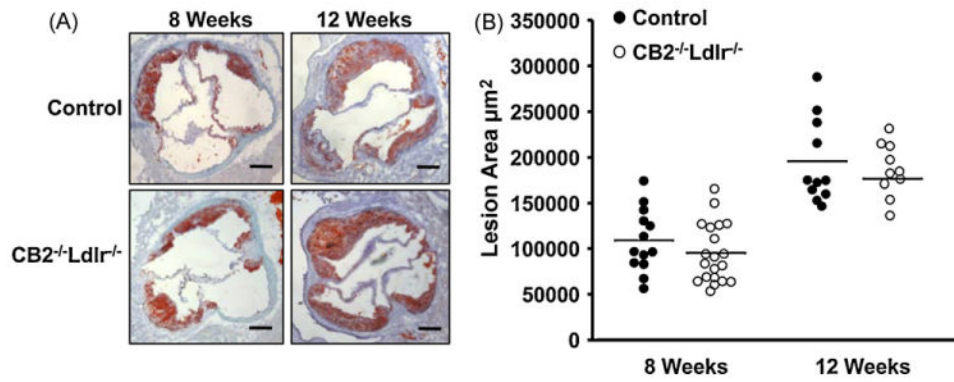 (A)
8 Weeks 12 Weeks
Control
CB2⁻/⁻Ldlr⁻/⁻
(B)
● Control
○ CB2⁻/⁻Ldlr⁻/⁻
Lesion Area µm²
350000
300000
250000
200000
150000
100000
50000
0
8 Weeks 12 Weeks